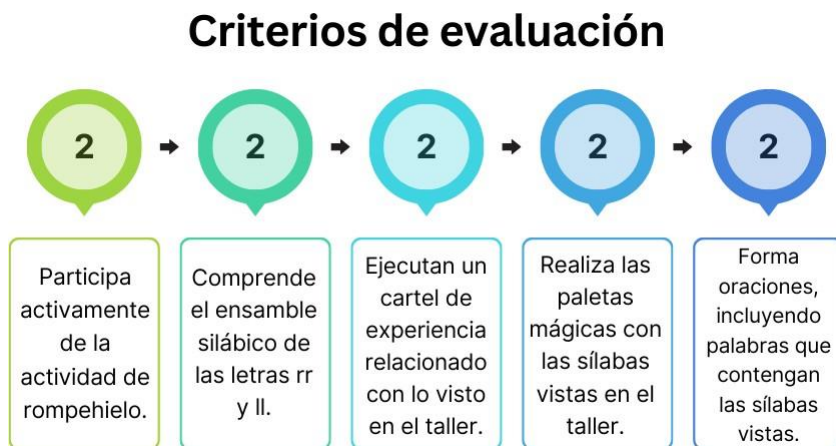 Criterios de evaluación
2
2
2
2
2
Participa
activamente
de la
actividad de
rompehielo.
Comprende
el ensamble
silábico de
las letras rr
y ll.
Ejecutan un
cartel de
experiencia
relacionado
con lo visto
en el taller.
Realiza las
paletas
mágicas con
las sílabas
vistas en el
taller.
Forma
oraciones,
incluyendo
palabras que
contengan
las sílabas
vistas.